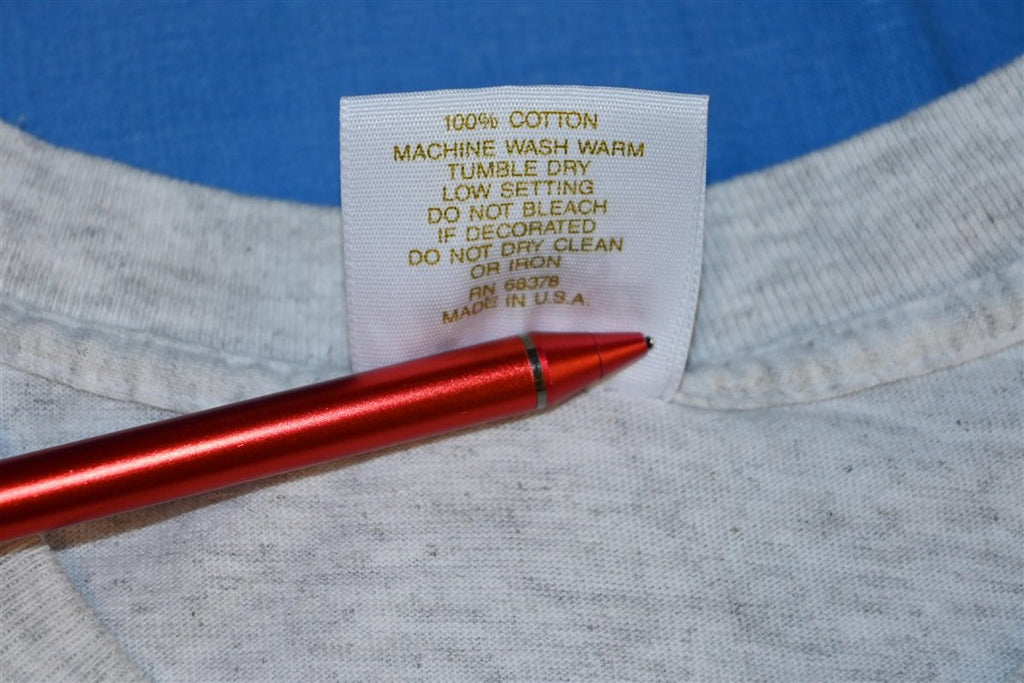 100% COTTON
MACHINE WASH WARM
TUMBLE DRY
LOW SETTING
DO NOT BLEACH
IF DECORATED
DO NOT DRY CLEAN
OR IRON
RN 68378
MADE IN U.S.A.